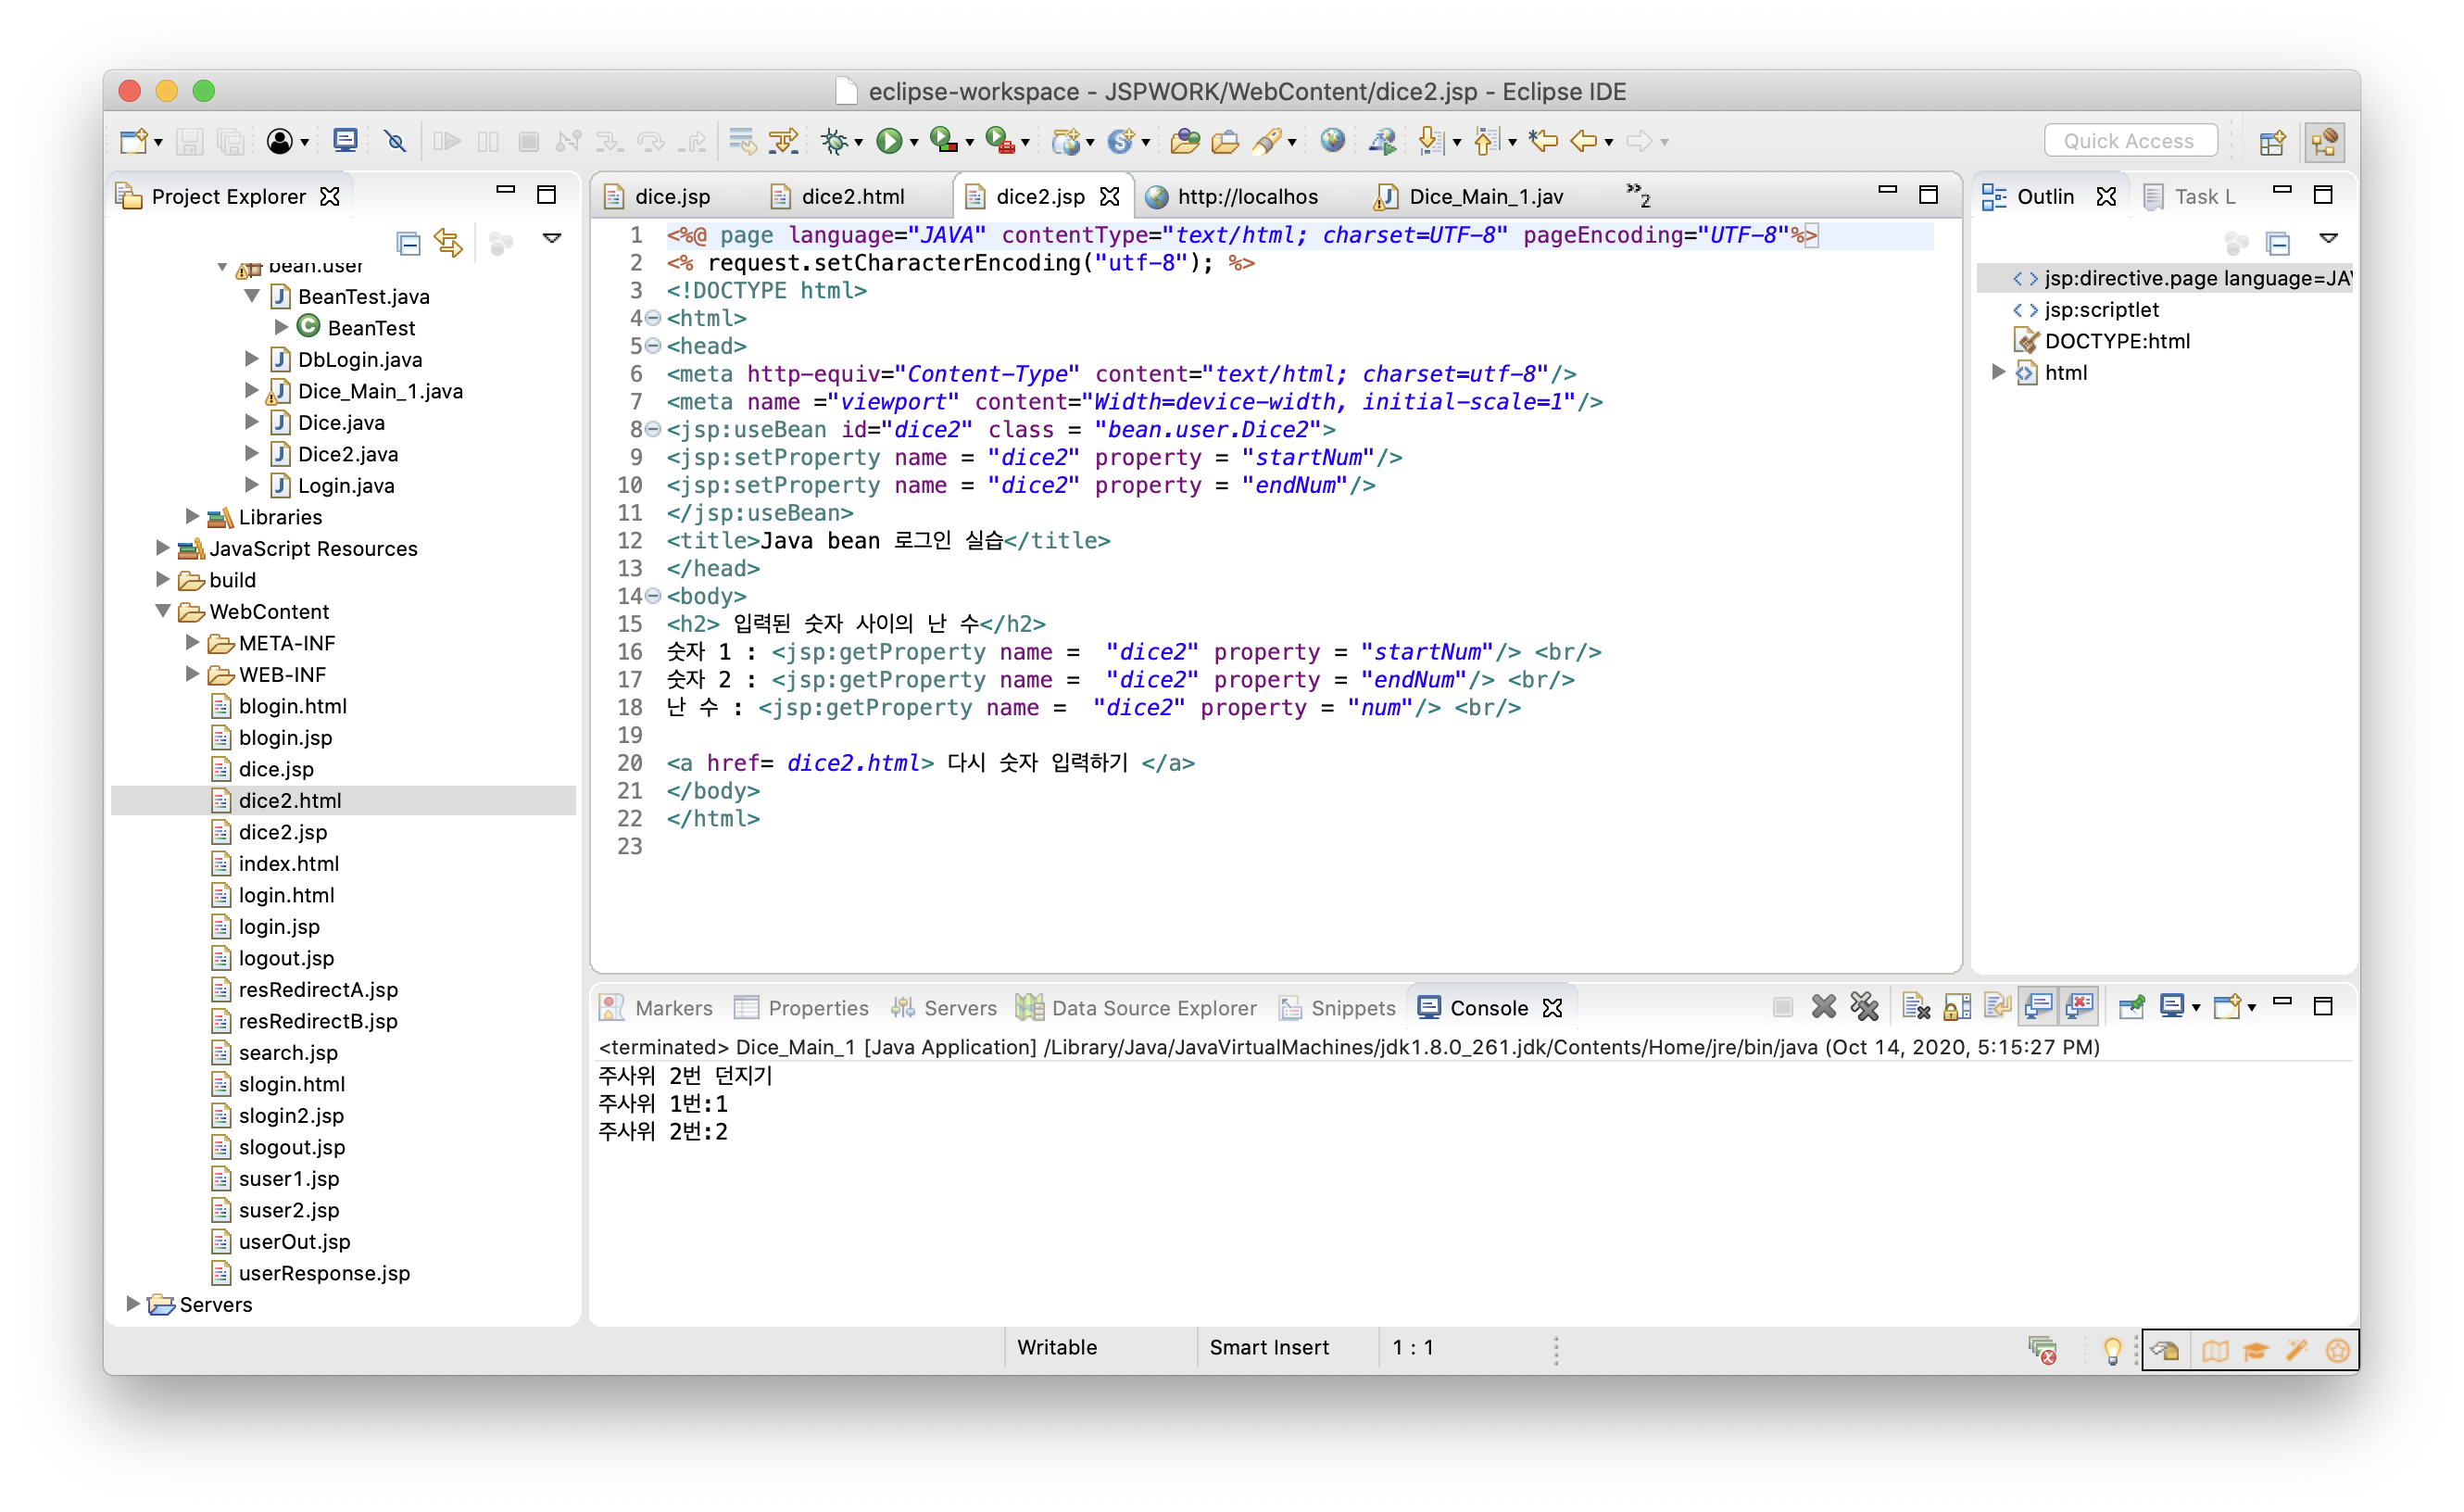 eclipse-workspace - JSPWORK/WebContent/dice2.jsp - Eclipse IDE
Quick Access
Project Explorer
bean.user
BeanTest.java
BeanTest
DbLogin.java
Dice_Main_1.java
Dice.java
Dice2.java
Login.java
Libraries
JavaScript Resources
build
WebContent
META-INF
WEB-INF
blogin.html
blogin.jsp
dice.jsp
dice2.html
dice2.jsp
index.html
login.html
login.jsp
logout.jsp
resRedirectA.jsp
resRedirectB.jsp
search.jsp
slogin.html
slogin2.jsp
slogout.jsp
suser1.jsp
suser2.jsp
userOut.jsp
userResponse.jsp
Servers
dice.jsp dice2.html dice2.jsp http://localhos Dice_Main_1.jav »2
1 <%@ page language="JAVA" contentType="text/html; charset=UTF-8" pageEncoding="UTF-8"%>
2 <% request.setCharacterEncoding("utf-8"); %>
3 <!DOCTYPE html>
4 <html>
5 <head>
6 <meta http-equiv="Content-Type" content="text/html; charset=utf-8"/>
7 <meta name ="viewport" content="Width=device-width, initial-scale=1"/>
8 <jsp:useBean id="dice2" class = "bean.user.Dice2">
9 <jsp:setProperty name = "dice2" property = "startNum"/>
10 <jsp:setProperty name = "dice2" property = "endNum"/>
11 </jsp:useBean>
12 <title>Java bean 로그인 실습</title>
13 </head>
14 <body>
15 <h2> 입력된 숫자 사이의 난 수</h2>
16 숫자 1 : <jsp:getProperty name =  "dice2" property = "startNum"/> <br/>
17 숫자 2 : <jsp:getProperty name =  "dice2" property = "endNum"/> <br/>
18 난 수 : <jsp:getProperty name =  "dice2" property = "num"/> <br/>
19
20 <a href= dice2.html> 다시 숫자 입력하기 </a>
21 </body>
22 </html>
23
Outlin Task L
jsp:directive.page language=JA
jsp:scriptlet
DOCTYPE:html
html
Markers Properties Servers Data Source Explorer Snippets Console
<terminated> Dice_Main_1 [Java Application] /Library/Java/JavaVirtualMachines/jdk1.8.0_261.jdk/Contents/Home/jre/bin/java (Oct 14, 2020, 5:15:27 PM)
주사위 2번 던지기
주사위 1번:1
주사위 2번:2
Writable Smart Insert 1 : 1